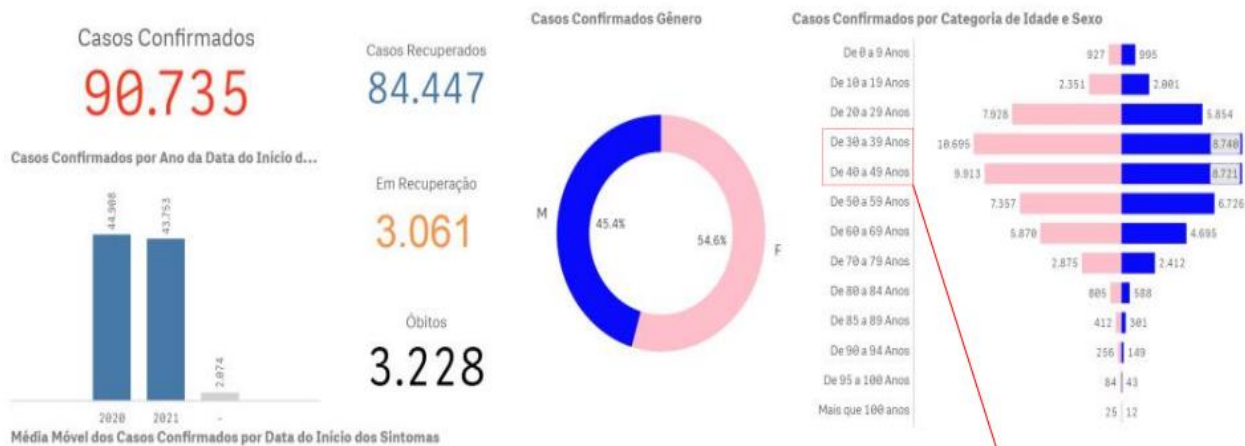 Casos Confirmados
90.735
Casos Recuperados
84.447
Casos Confirmados por Ano da Data do Início d...
44.908
43.753
2.074
2020
2021
-
Em Recuperação
3.061
Óbitos
3.228
Casos Confirmados Gênero
M
45.4%
54.6%
F
Casos Confirmados por Categoria de Idade e Sexo
De 0 a 9 Anos 927 995
De 10 a 19 Anos 2.351 2.001
De 20 a 29 Anos 7.928 5.854
De 30 a 39 Anos 10.695 8.740
De 40 a 49 Anos 9.913 8.721
De 50 a 59 Anos 7.357 6.726
De 60 a 69 Anos 5.870 4.695
De 70 a 79 Anos 2.875 2.412
De 80 a 84 Anos 805 588
De 85 a 89 Anos 412 301
De 90 a 94 Anos 256 149
De 95 a 100 Anos 84 43
Mais que 100 anos 25 12
Média Móvel dos Casos Confirmados por Data do Início dos Sintomas